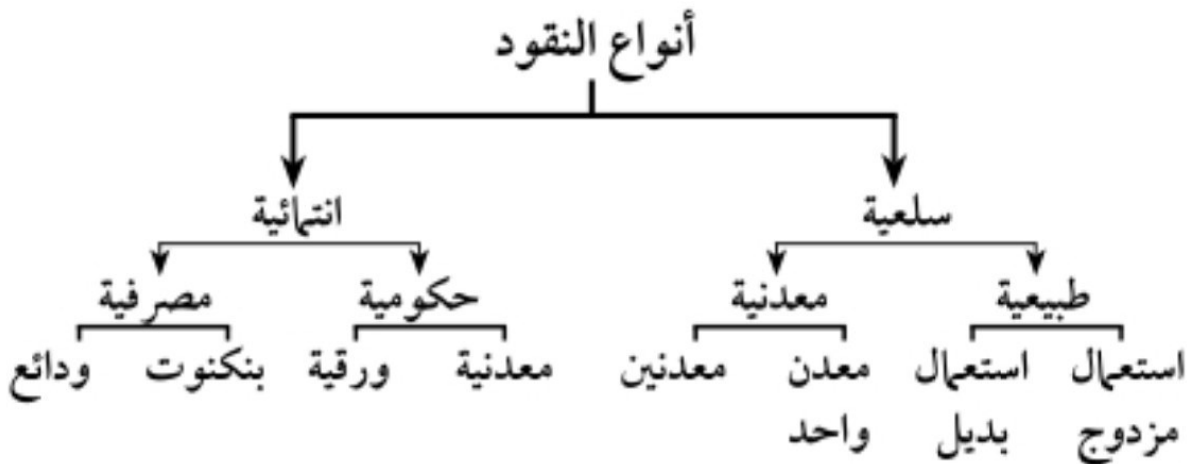 أنواع النقود
سلعية انتمائية
طبيعية معدنية حكومية مصرفية
استعمال مزدوج استعمال بديل معدن واحد معدنين معدنية ورقية بنكنوت ودائع